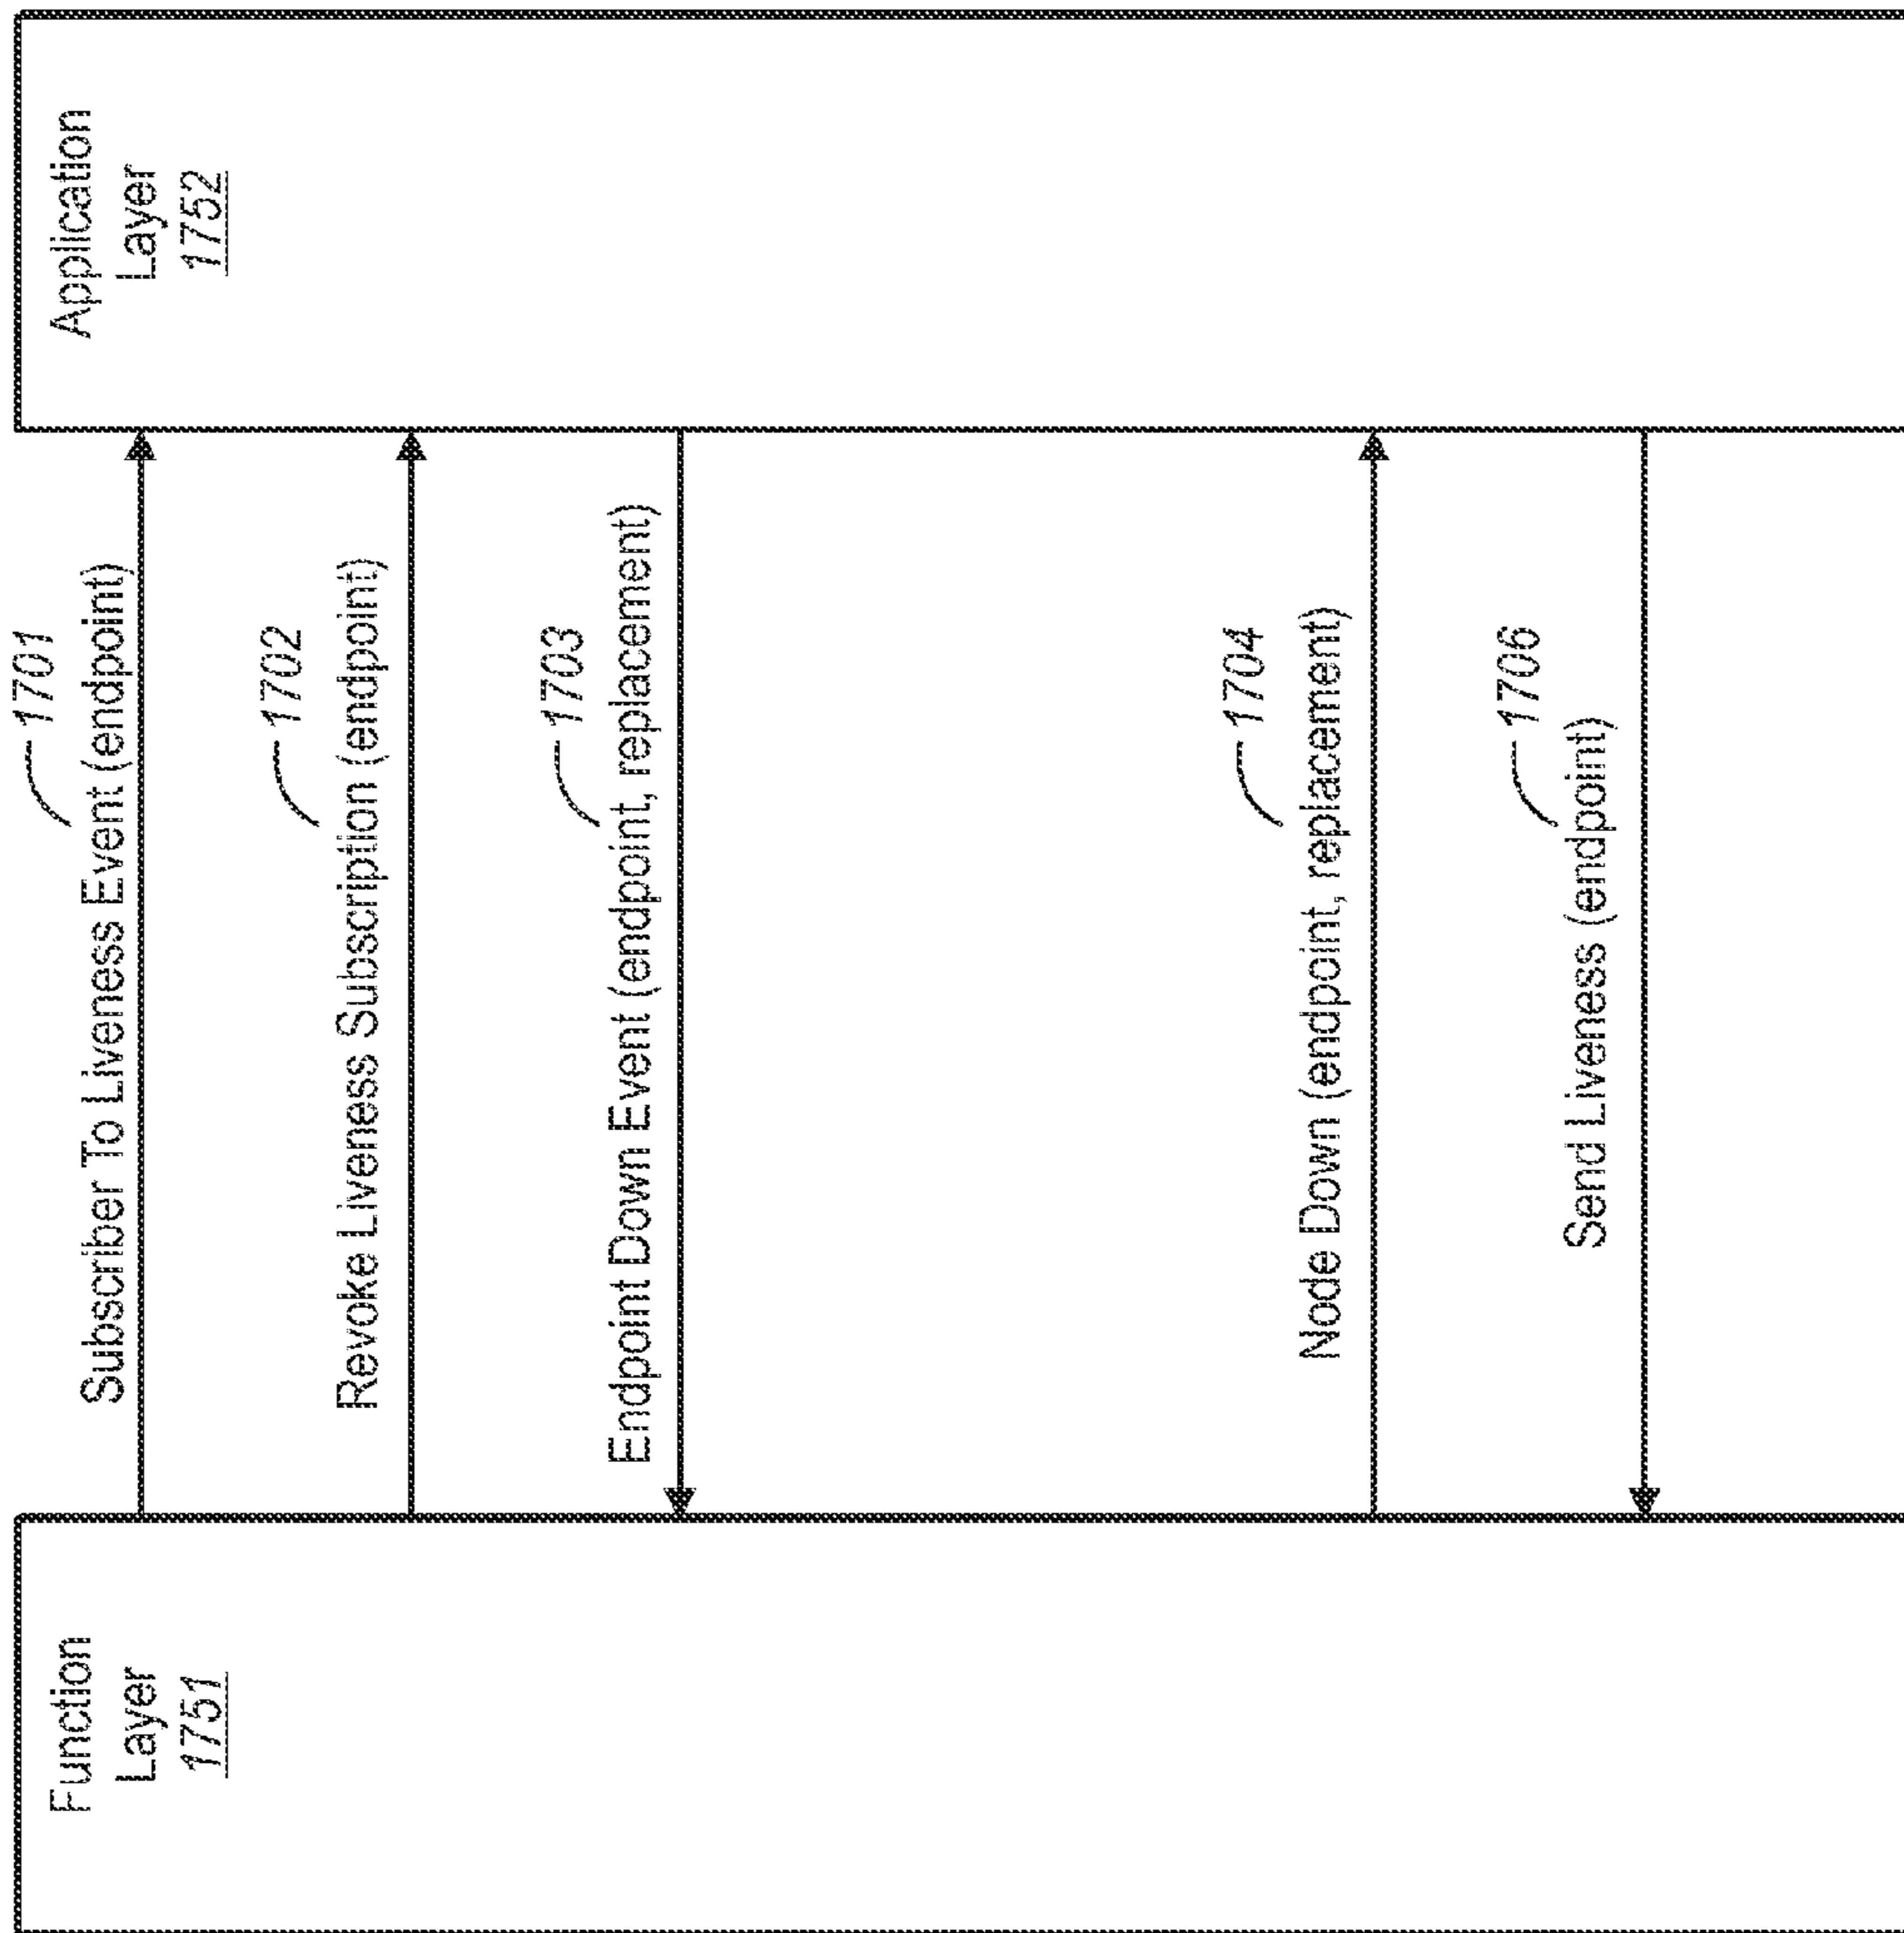 Function
Layer
1751
Application
Layer
1752
1701
Subscriber To Liveness Event (endpoint)
1702
Revoke Liveness Subscription (endpoint)
1703
Endpoint Down Event (endpoint, replacement)
1704
Node Down (endpoint, replacement)
1706
Send Liveness (endpoint)